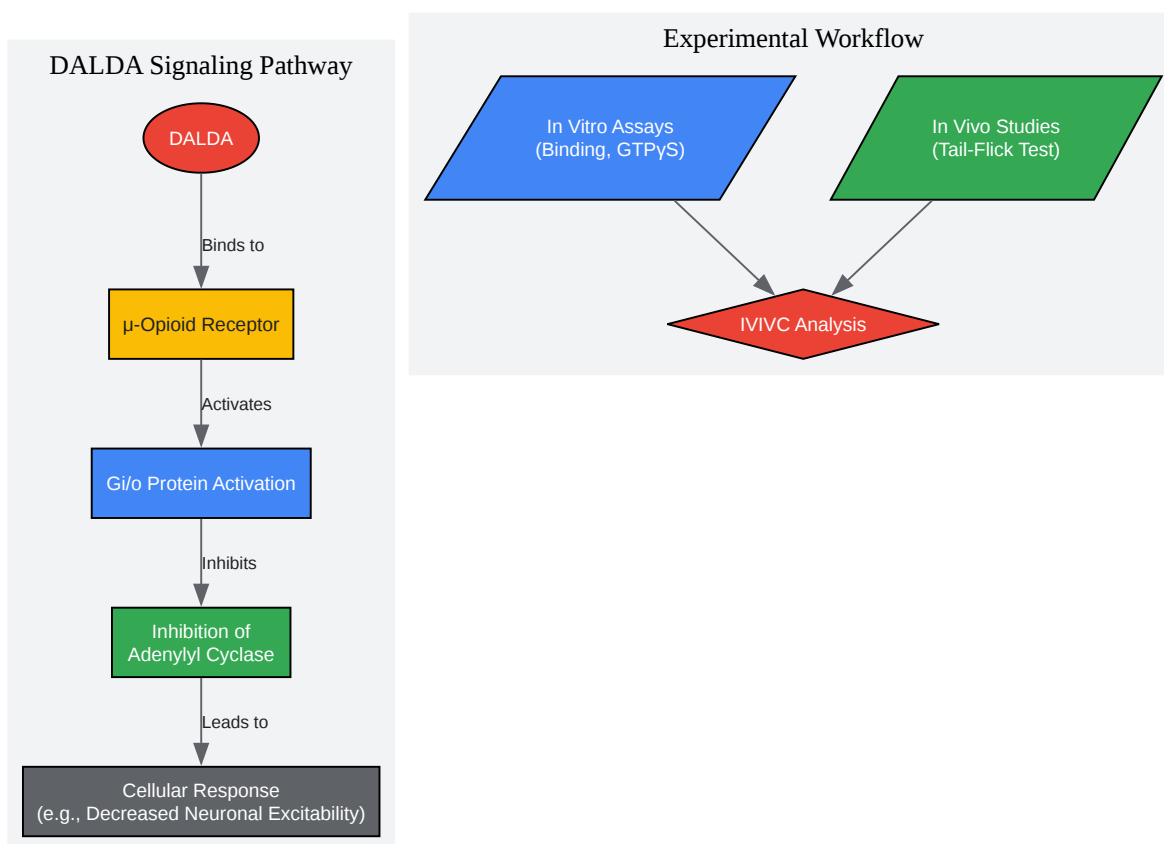 DALDA Signaling Pathway
DALDA
Binds to
μ-Opioid Receptor
Activates
Gi/o Protein Activation
Inhibits
Inhibition of
Adenylyl Cyclase
Leads to
Cellular Response
(e.g., Decreased Neuronal Excitability)
Experimental Workflow
In Vitro Assays
(Binding, GTPγS)
In Vivo Studies
(Tail-Flick Test)
IVIVC Analysis